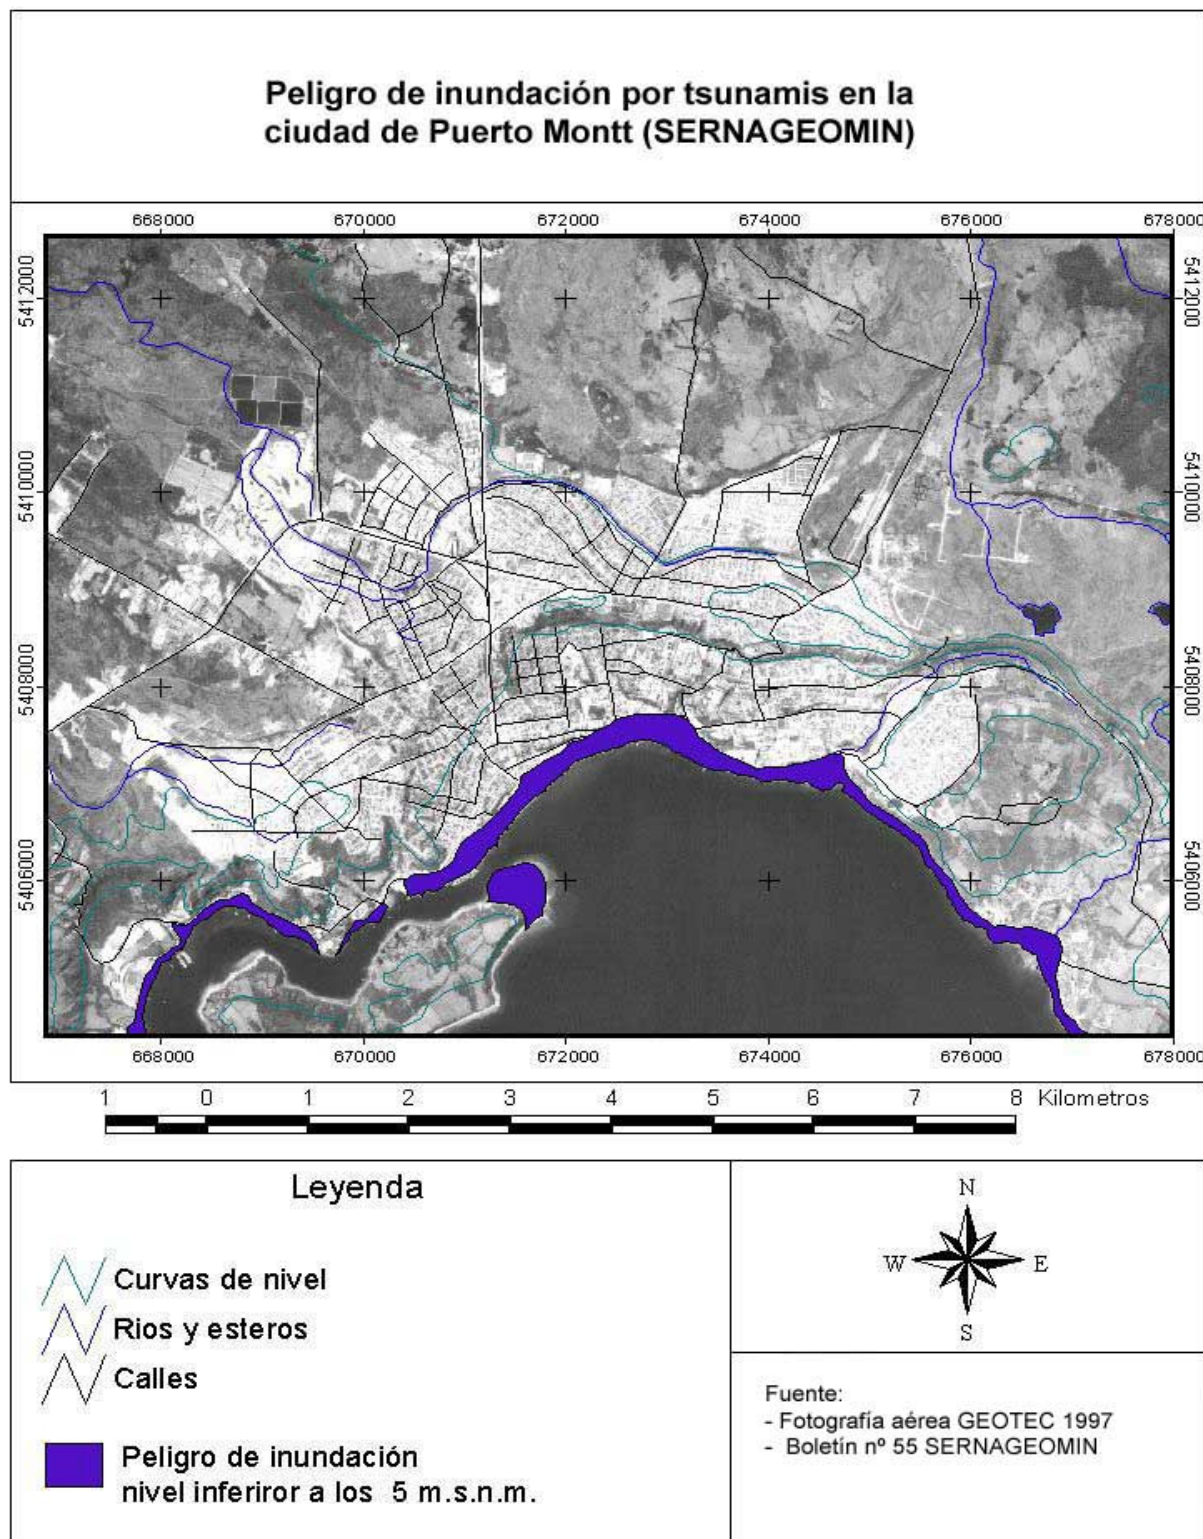 Peligro de inundación por tsunamis en la
ciudad de Puerto Montt (SERNAGEOMIN)
668000 670000 672000 674000 676000 678000
5412000 5412000
5410000 5410000
5408000 5408000
5406000 5406000
668000 670000 672000 674000 676000 678000
1 0 1 2 3 4 5 6 7 8 Kilometros
Leyenda
Curvas de nivel
Rios y esteros
Calles
Peligro de inundación
nivel inferiror a los 5 m.s.n.m.
N
W E
S
Fuente:
- Fotografía aérea GEOTEC 1997
- Boletín nº 55 SERNAGEOMIN